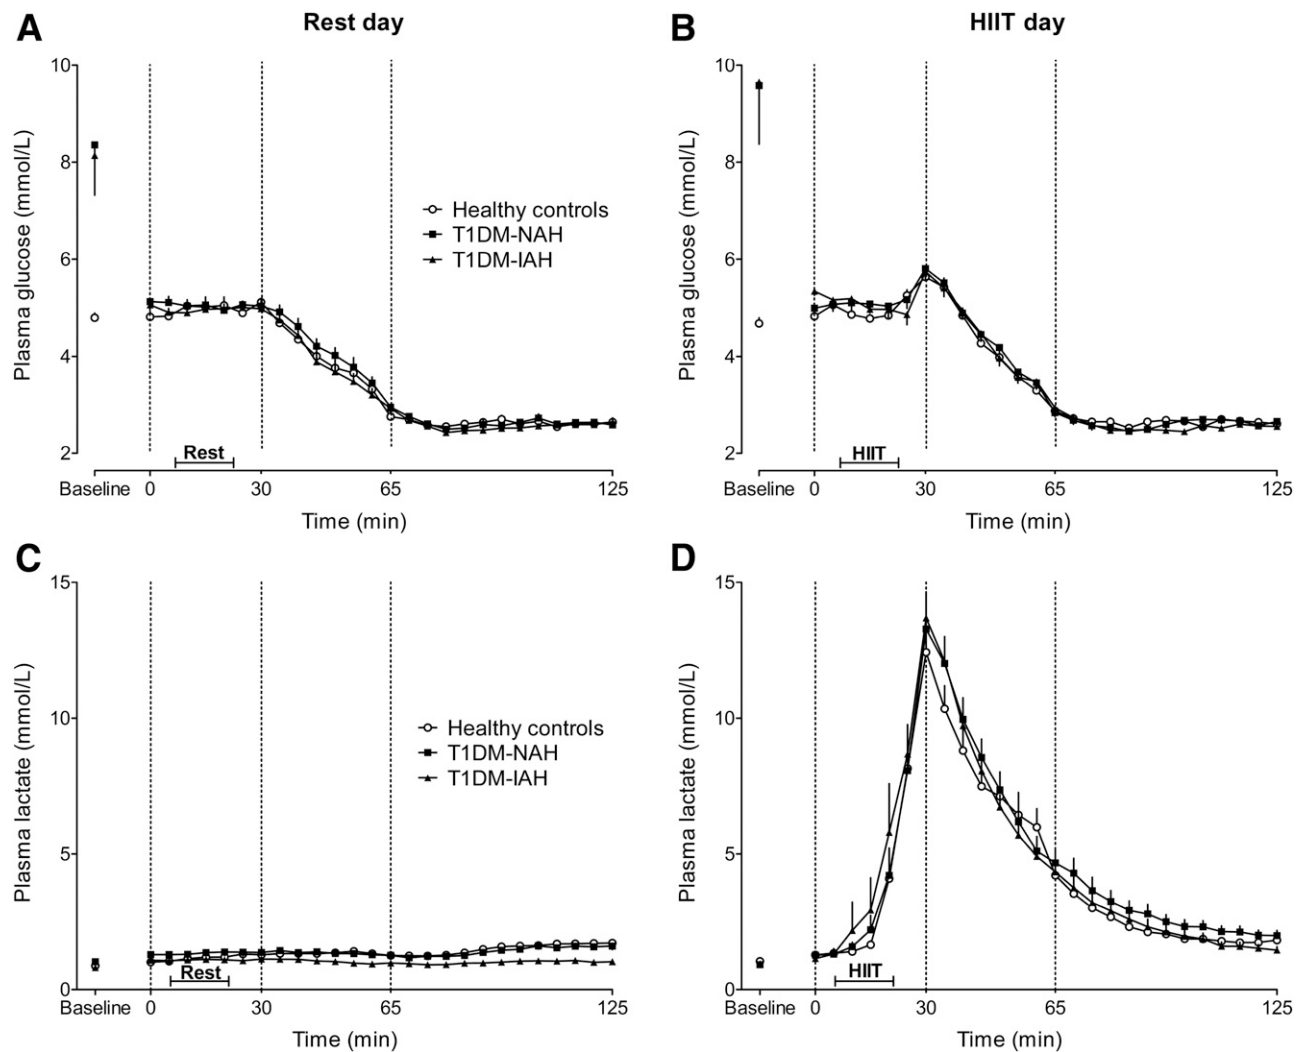 A
Rest day
Plasma glucose (mmol/L)
10
8
6
4
2
Healthy controls
T1DM-NAH
T1DM-IAH
Rest
Baseline 0 30 65 125
Time (min)
B
HIIT day
Plasma glucose (mmol/L)
10
8
6
4
2
HIIT
Baseline 0 30 65 125
Time (min)
C
Plasma lactate (mmol/L)
15
10
5
0
Healthy controls
T1DM-NAH
T1DM-IAH
Rest
Baseline 0 30 65 125
Time (min)
D
Plasma lactate (mmol/L)
15
10
5
0
HIIT
Baseline 0 30 65 125
Time (min)